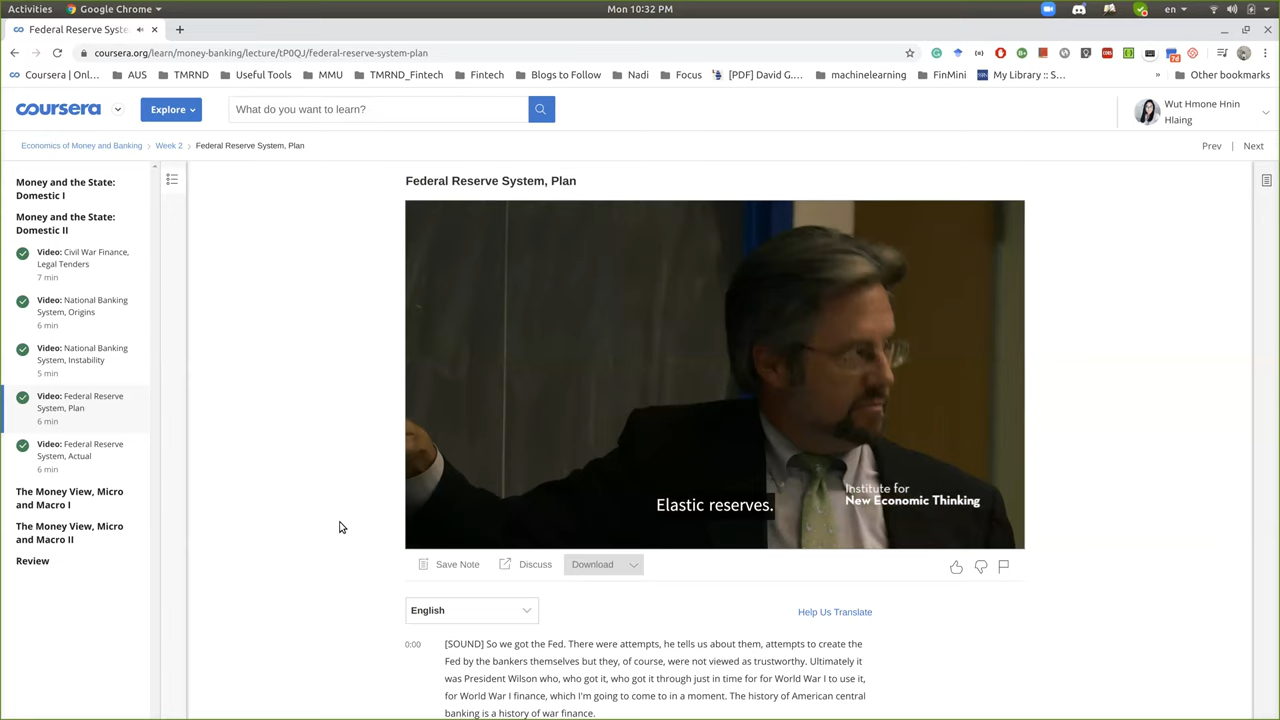 Activities Google Chrome Mon 10:32 PM en
Federal Reserve Syste
coursera.org/learn/money-banking/lecture/tP0QJ/federal-reserve-system-plan
Coursera | Onl... AUS TMRND Useful Tools MMU TMRND_Fintech Fintech Blogs to Follow Nadi Focus [PDF] David G.... machinelearning FinMini My Library :: S... » Other bookmarks
coursera Explore What do you want to learn? Wut Hmone Hnin
Hlaing
Economics of Money and Banking > Week 2 > Federal Reserve System, Plan Prev | Next
Money and the State:
Domestic I
Money and the State:
Domestic II
Video: Civil War Finance,
Legal Tenders
7 min
Video: National Banking
System, Origins
6 min
Video: National Banking
System, Instability
5 min
Video: Federal Reserve
System, Plan
6 min
Video: Federal Reserve
System, Actual
6 min
The Money View, Micro
and Macro I
The Money View, Micro
and Macro II
Review
Federal Reserve System, Plan
Institute for
New Economic Thinking
Elastic reserves.
Save Note Discuss Download
English Help Us Translate
0:00 [SOUND] So we got the Fed. There were attempts, he tells us about them, attempts to create the
Fed by the bankers themselves but they, of course, were not viewed as trustworthy. Ultimately it
was President Wilson who, who got it, who got it through just in time for for World War I to use it,
for World War I finance, which I'm going to come to in a moment. The history of American central
banking is a history of war finance.